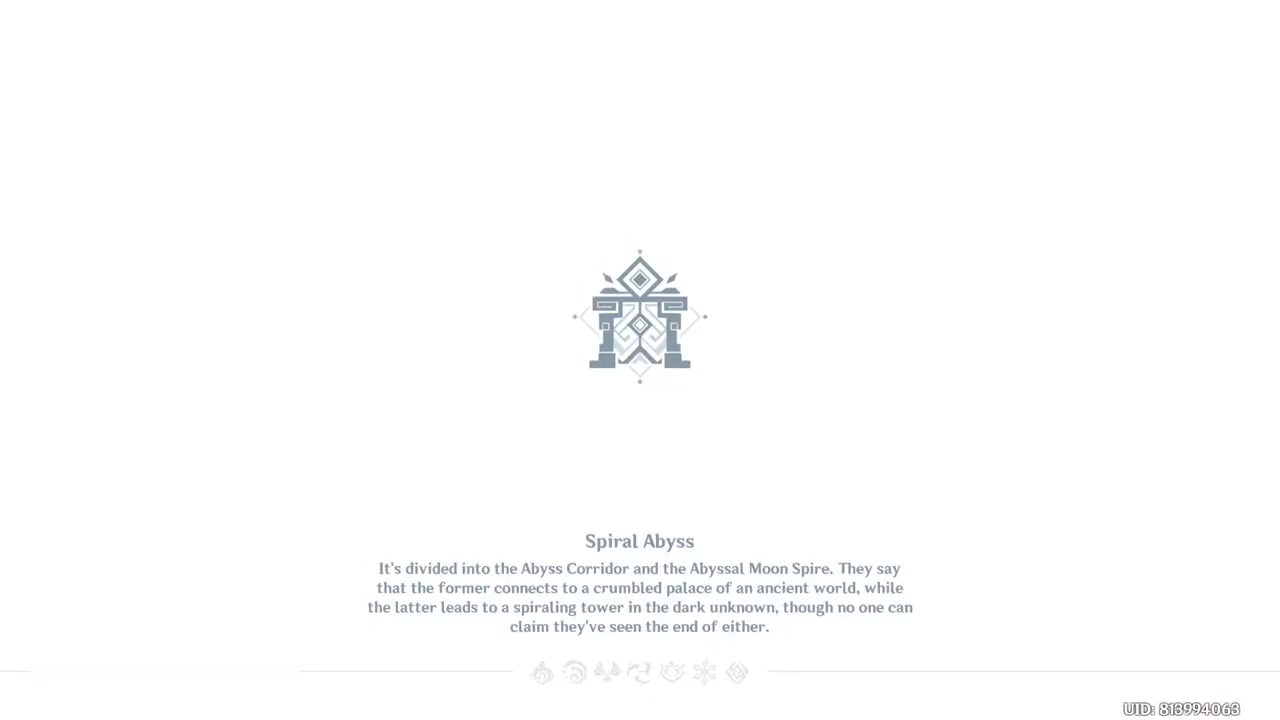 Spiral Abyss
It's divided into the Abyss Corridor and the Abyssal Moon Spire. They say
that the former connects to a crumbled palace of an ancient world, while
the latter leads to a spiraling tower in the dark unknown, though no one can
claim they've seen the end of either.
UID: 813994063